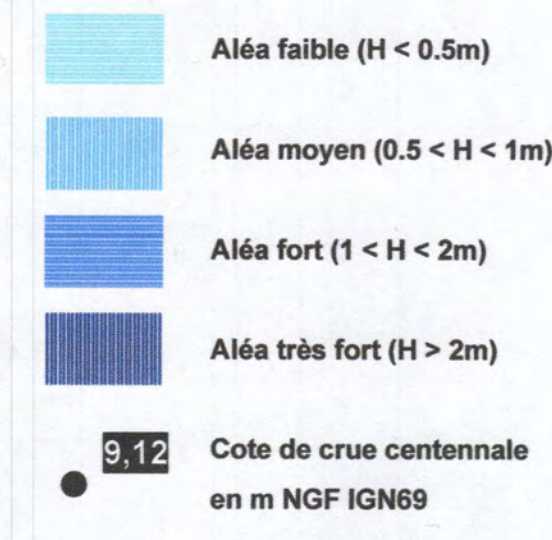 Aléa faible (H < 0.5m)
Aléa moyen (0.5 < H < 1m)
Aléa fort (1 < H < 2m)
Aléa très fort (H > 2m)
9,12 Cote de crue centennale
en m NGF IGN69